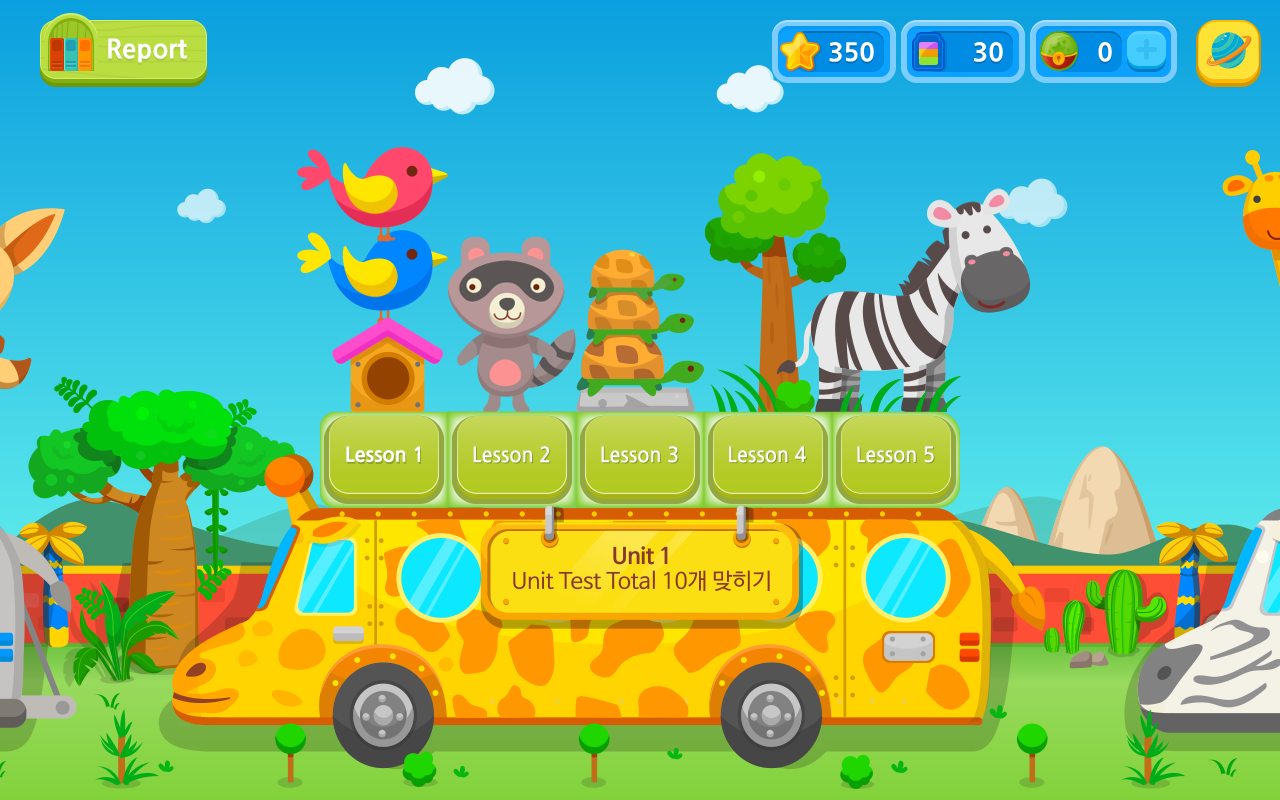 Report
350
30
0
Lesson 1
Lesson 2
Lesson 3
Lesson 4
Lesson 5
Unit 1
Unit Test Total 10개 맞히기